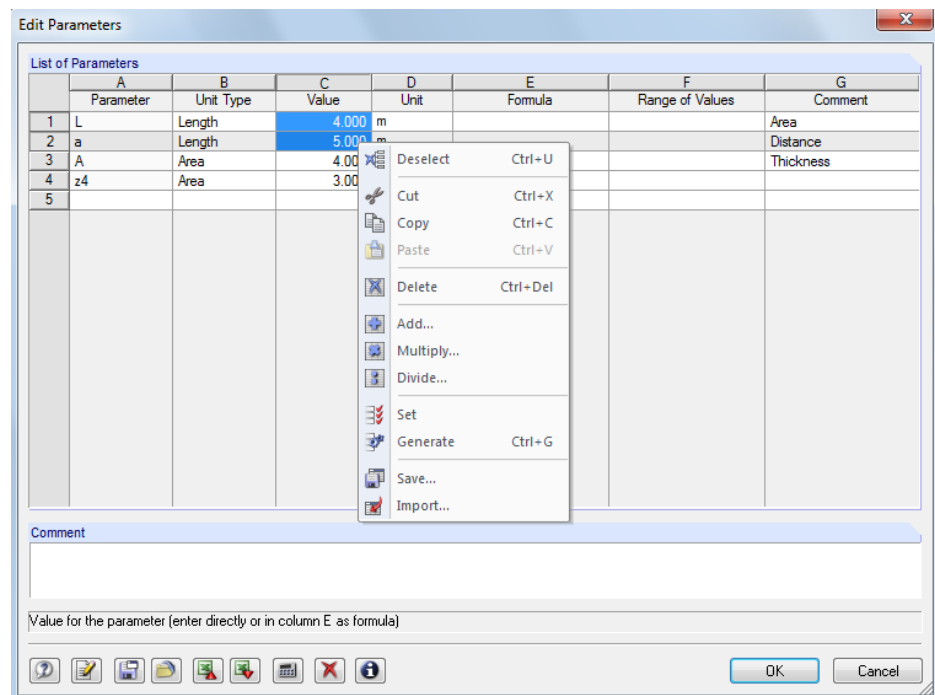 Edit Parameters
List of Parameters
A B C D E F G
Parameter Unit Type Value Unit Formula Range of Values Comment
1 L Length 4.000 m Area
2 a Length 5.000 m Distance
3 A Area 4.00 Thickness
4 z4 Area 3.00
5
Deselect Ctrl+U
Cut Ctrl+X
Copy Ctrl+C
Paste Ctrl+V
Delete Ctrl+Del
Add...
Multiply...
Divide...
Set
Generate Ctrl+G
Save...
Import...
Comment
Value for the parameter (enter directly or in column E as formula)
OK Cancel